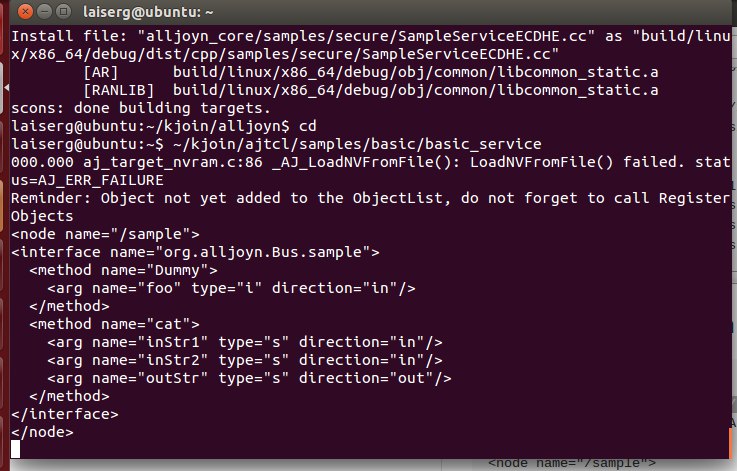 laiserg@ubuntu: ~
Install file: "alljoyn_core/samples/secure/SampleServiceECDHE.cc" as "build/linu
x/x86_64/debug/dist/cpp/samples/secure/SampleServiceECDHE.cc"
        [AR]      build/linux/x86_64/debug/obj/common/libcommon_static.a
        [RANLIB]  build/linux/x86_64/debug/obj/common/libcommon_static.a
scons: done building targets.
laiserg@ubuntu:~/kjoin/alljoyn$ cd
laiserg@ubuntu:~$ ~/kjoin/ajtcl/samples/basic/basic_service
000.000 aj_target_nvram.c:86 _AJ_LoadNVFromFile(): LoadNVFromFile() failed. stat
us=AJ_ERR_FAILURE
Reminder: Object not yet added to the ObjectList, do not forget to call Register
Objects
<node name="/sample">
<interface name="org.alljoyn.Bus.sample">
  <method name="Dummy">
    <arg name="foo" type="i" direction="in"/>
  </method>
  <method name="cat">
    <arg name="inStr1" type="s" direction="in"/>
    <arg name="inStr2" type="s" direction="in"/>
    <arg name="outStr" type="s" direction="out"/>
  </method>
</interface>
</node>
<node name="/sample">